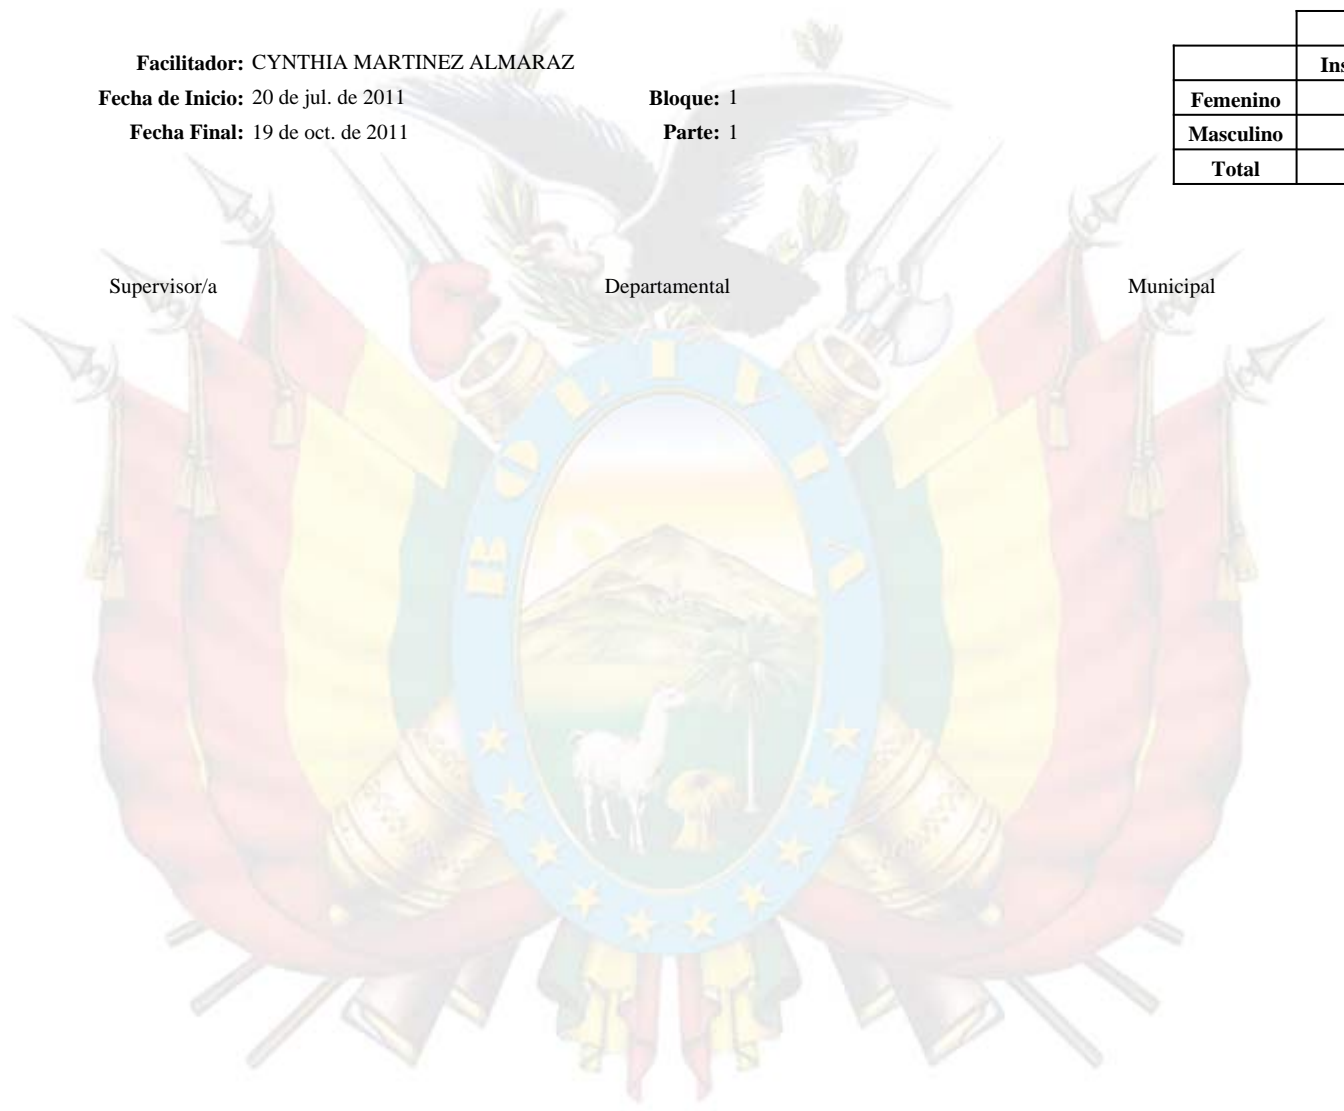 Facilitador: CYNTHIA MARTINEZ ALMARAZ
Fecha de Inicio: 20 de jul. de 2011 Bloque: 1
Fecha Final: 19 de oct. de 2011 Parte: 1
Femenino
Masculino
Total
Supervisor/a Departamental Municipal
BOLIVIA